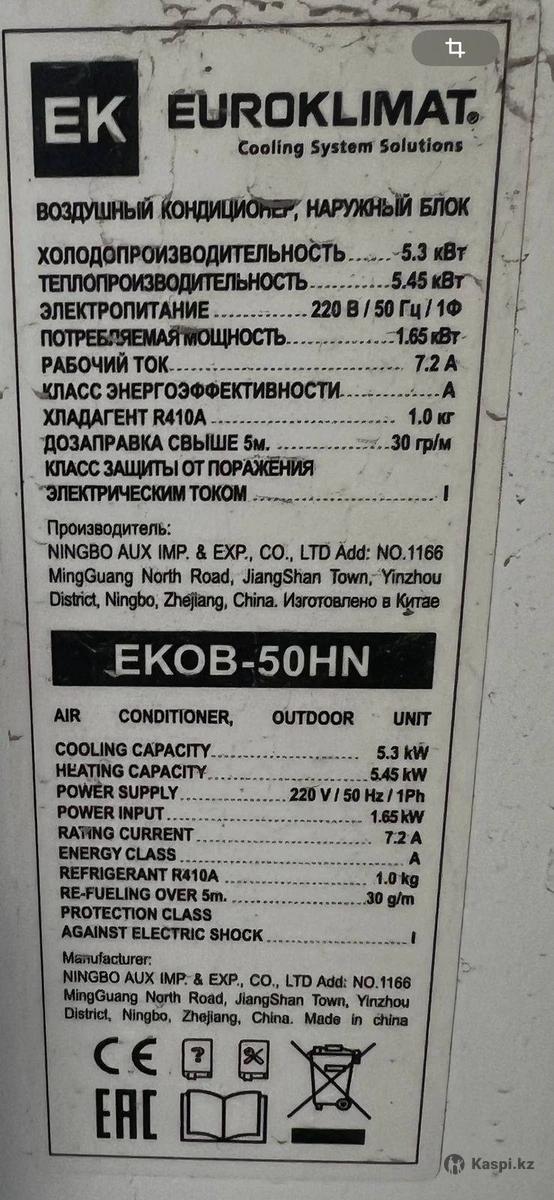 EK EUROKLIMAT®
Cooling System Solutions
ВОЗДУШНЫЙ КОНДИЦИОНЕР, НАРУЖНЫЙ БЛОК
ХОЛОДОПРОИЗВОДИТЕЛЬНОСТЬ......5.3 кВт
ТЕПЛОПРОИЗВОДИТЕЛЬНОСТЬ............5.45 кВт
ЭЛЕКТРОПИТАНИЕ ..............220 В / 50 Гц / 1Ф
ПОТРЕБЛЯЕМАЯ МОЩНОСТЬ................1.65 кВт
РАБОЧИЙ ТОК.....................................7.2 А
КЛАСС ЭНЕРГОЭФФЕКТИВНОСТИ................А
ХЛАДАГЕНТ R410A ..........................1.0 кг
ДОЗАПРАВКА СВЫШЕ 5м. ................30 гр/м
КЛАСС ЗАЩИТЫ ОТ ПОРАЖЕНИЯ
ЭЛЕКТРИЧЕСКИМ ТОКОМ ............................ I
Производитель:
NINGBO AUX IMP. & EXP., CO., LTD Add: NO.1166
MingGuang North Road, JiangShan Town, Yinzhou
District, Ningbo, Zhejiang, China. Изготовлено в Китае
EKOB-50HN
AIR CONDITIONER, OUTDOOR UNIT
COOLING CAPACITY........................... 5.3 kW
HEATING CAPACITY........................... 5.45 kW
POWER SUPPLY....................220 V / 50 Hz / 1Ph
POWER INPUT................................ 1.65 kW
RATING CURRENT ............................ 7.2 A
ENERGY CLASS................................... A
REFRIGERANT R410A ....................... 1.0 kg
RE-FUELING OVER 5m. .....................30 g/m
PROTECTION CLASS
AGAINST ELECTRIC SHOCK ........................ I
Manufacturer:
NINGBO AUX IMP. & EXP., CO., LTD Add: NO.1166
MingGuang North Road, JiangShan Town, Yinzhou
District, Ningbo, Zhejiang, China. Made in china
CE ?
EAC
Kaspi.kz